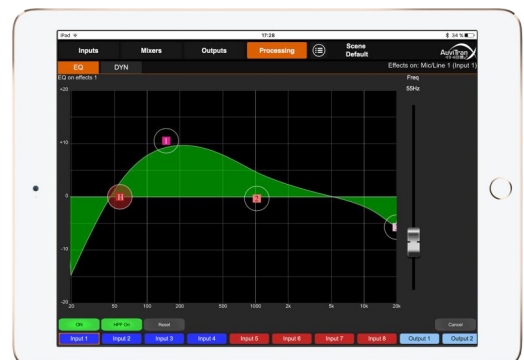 iPad
17:26
34 %
Inputs
Mixers
Outputs
Processing
Scene
Default
AuviTran
EQ
DYN
Effects on: Mic/Line 1 (Input 1)
EQ on effects 1
Freq
55Hz
+20
+10
0
-10
-20
H
1
2
20
50
100
200
500
1000
2k
5k
10k
20k
ON
HPF On
Reset
Cancel
Input 1
Input 2
Input 3
Input 4
Input 5
Input 6
Input 7
Input 8
Output 1
Output 2